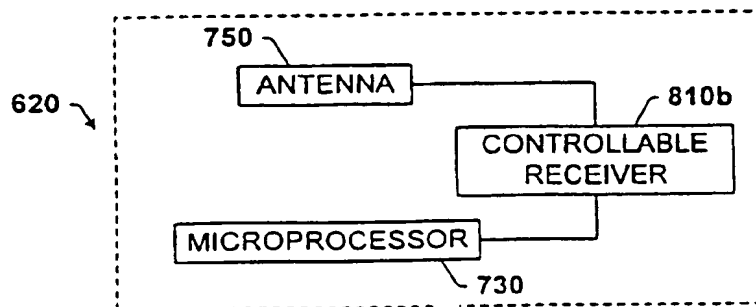 750
ANTENNA
620
810b
CONTROLLABLE
RECEIVER
MICROPROCESSOR
730